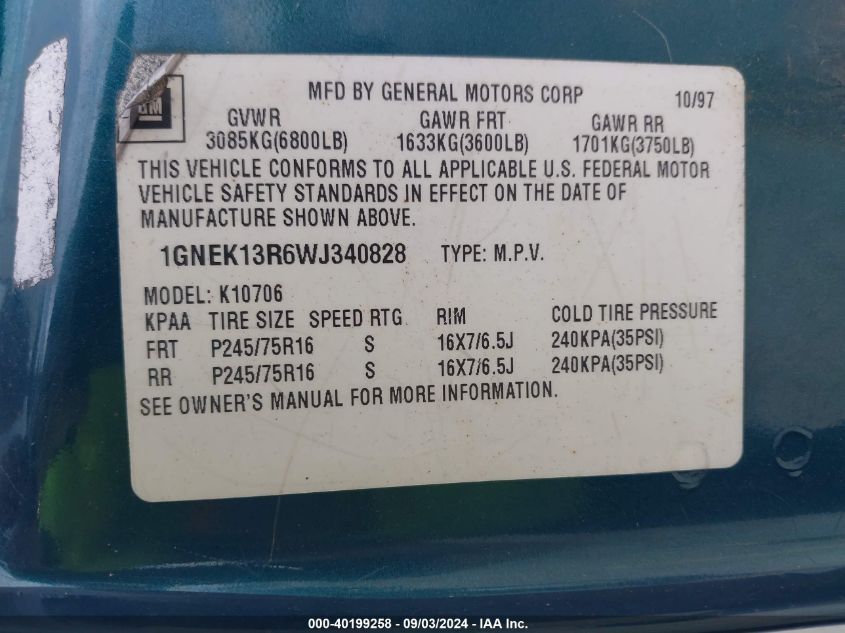 GM
MFD BY GENERAL MOTORS CORP 10/97
GVWR GAWR FRT GAWR RR
3085KG(6800LB) 1633KG(3600LB) 1701KG(3750LB)
THIS VEHICLE CONFORMS TO ALL APPLICABLE U.S. FEDERAL MOTOR
VEHICLE SAFETY STANDARDS IN EFFECT ON THE DATE OF
MANUFACTURE SHOWN ABOVE.
1GNEK13R6WJ340828 TYPE: M.P.V.
MODEL: K10706
KPAA TIRE SIZE SPEED RTG RIM COLD TIRE PRESSURE
FRT P245/75R16 S 16X7/6.5J 240KPA(35PSI)
RR P245/75R16 S 16X7/6.5J 240KPA(35PSI)
SEE OWNER'S MANUAL FOR MORE INFORMATION.
000-40199258 - 09/03/2024 - IAA Inc.